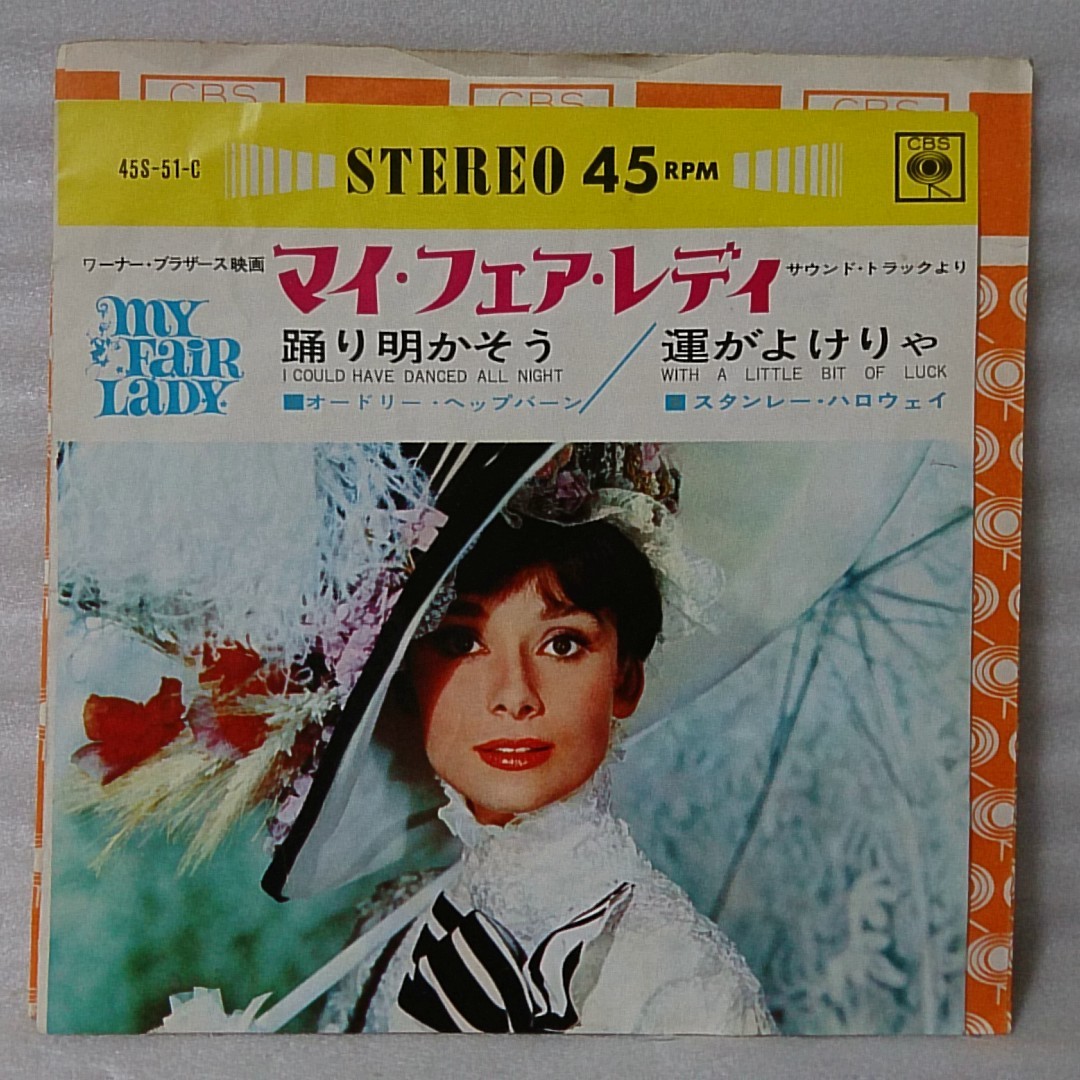 CBS CBS CBS
45S-51-C STEREO 45 RPM CBS
ワーナー・ブラザース映画 マイ・フェア・レディ サウンド・トラックより
MY FAIR LADY
踊り明かそう／運がよけりゃ
I COULD HAVE DANCED ALL NIGHT WITH A LITTLE BIT OF LUCK
■オードリー・ヘップバーン ■スタンレー・ハロウェイ